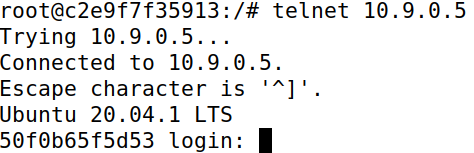 root@c2e9f7f35913:/# telnet 10.9.0.5
Trying 10.9.0.5...
Connected to 10.9.0.5.
Escape character is '^]'.
Ubuntu 20.04.1 LTS
50f0b65f5d53 login: